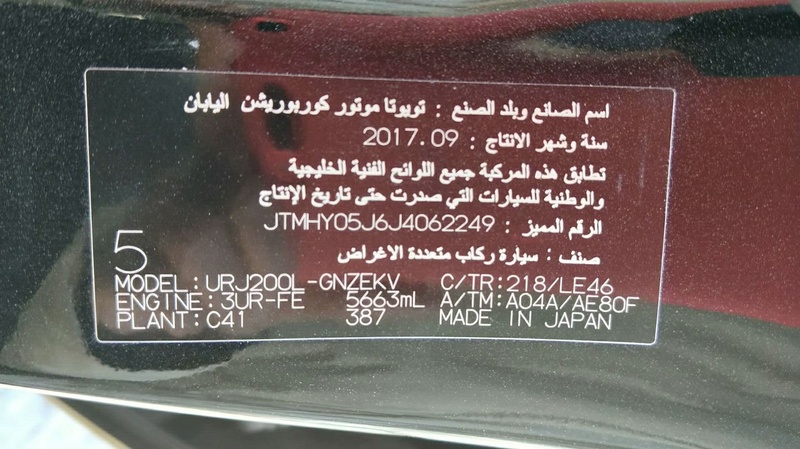 اسم الصانع وبلد الصنع : تويوتا موتور كوربوريشن اليابان
سنة وشهر الانتاج : 2017.09
تطابق هذه المركبة جميع اللوائح الفنية الخليجية
والوطنية للسيارات التي صدرت حتى تاريخ الإنتاج
الرقم المميز : JTMHY05J6J4062249
صنف : سيارة ركاب متعددة الاغراض
5
MODEL:URJ200L-GNZEKV C/TR:218/LE46
ENGINE:3UR-FE 5663mL A/TM:A04A/AE80F
PLANT:C41 387 MADE IN JAPAN